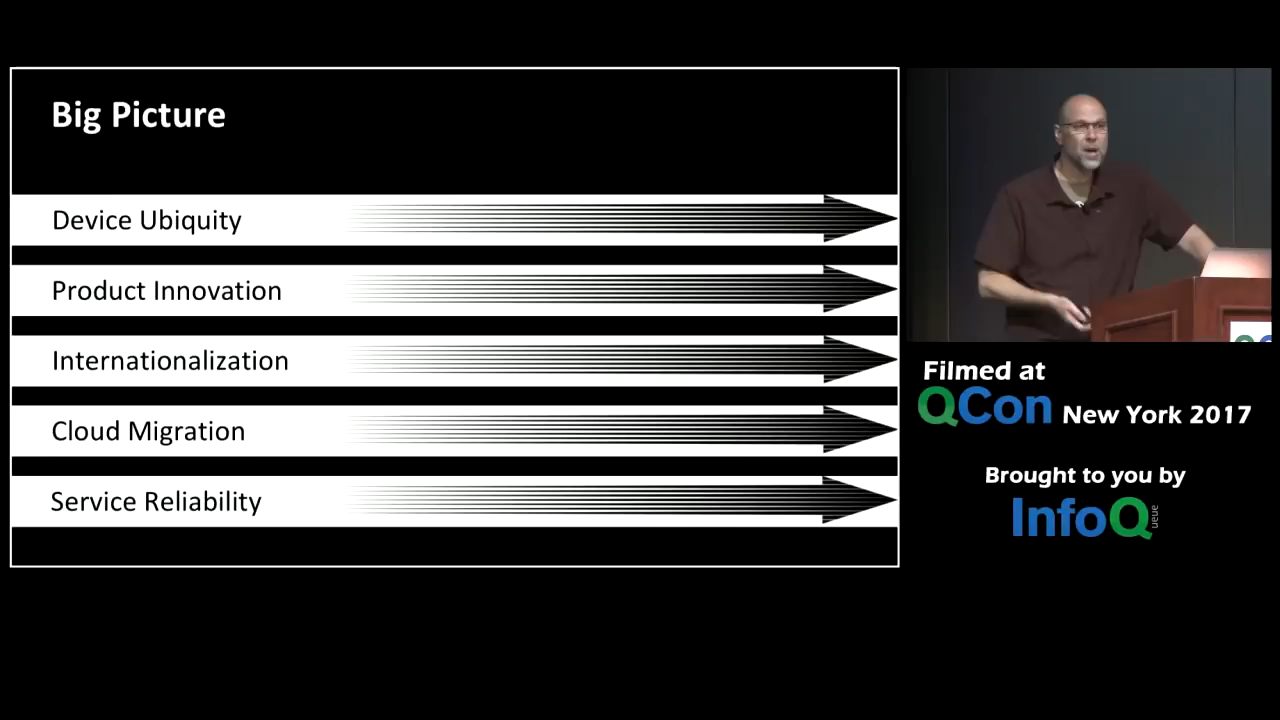 Big Picture
Device Ubiquity
Product Innovation
Internationalization
Cloud Migration
Service Reliability
Filmed at
QCon New York 2017
Brought to you by
InfoQ
ueue